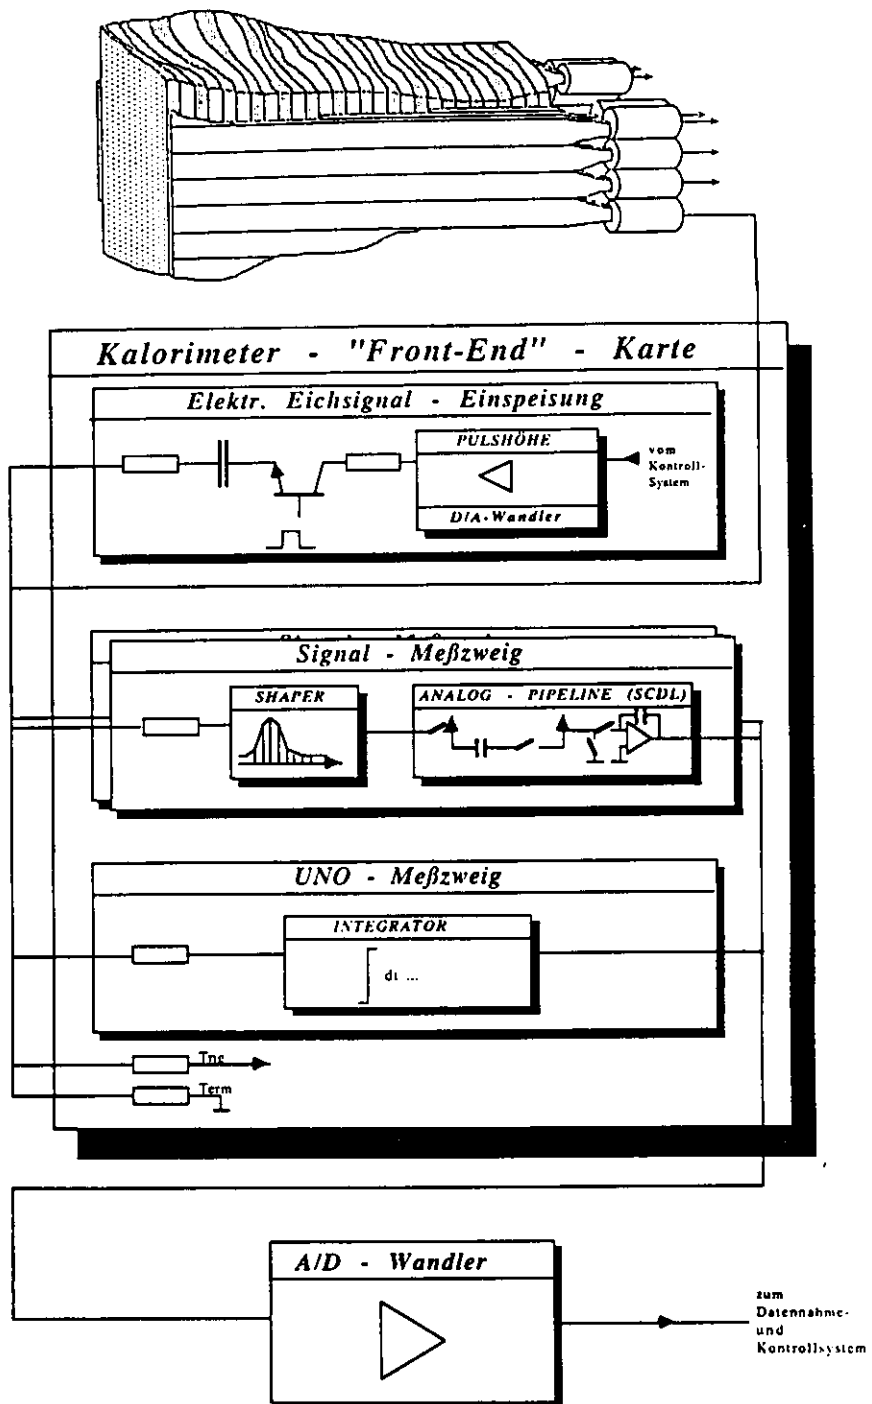 Kalorimeter - "Front-End" - Karte
Elektr. Eichsignal - Einspeisung
PULSHÖHE
vom
Kontroll-
System
D/A-Wandler
Signal - Meßzweig
SHAPER
ANALOG - PIPELINE (SCDL)
UNO - Meßzweig
INTEGRATOR
dt ...
Term
A/D - Wandler
zum
Datennahme-
und
Kontrollsystem